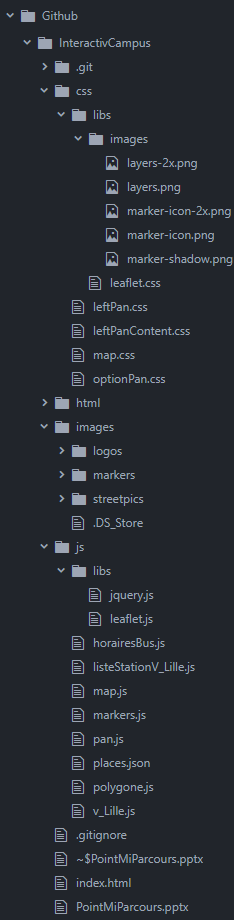 Github
InteractivCampus
.git
css
libs
images
layers-2x.png
layers.png
marker-icon-2x.png
marker-icon.png
marker-shadow.png
leaflet.css
leftPan.css
leftPanContent.css
map.css
optionPan.css
html
images
logos
markers
streetpics
.DS_Store
js
libs
jquery.js
leaflet.js
horairesBus.js
listeStationV_Lille.js
map.js
markers.js
pan.js
places.json
polygone.js
v_Lille.js
.gitignore
~$PointMiParcours.pptx
index.html
PointMiParcours.pptx